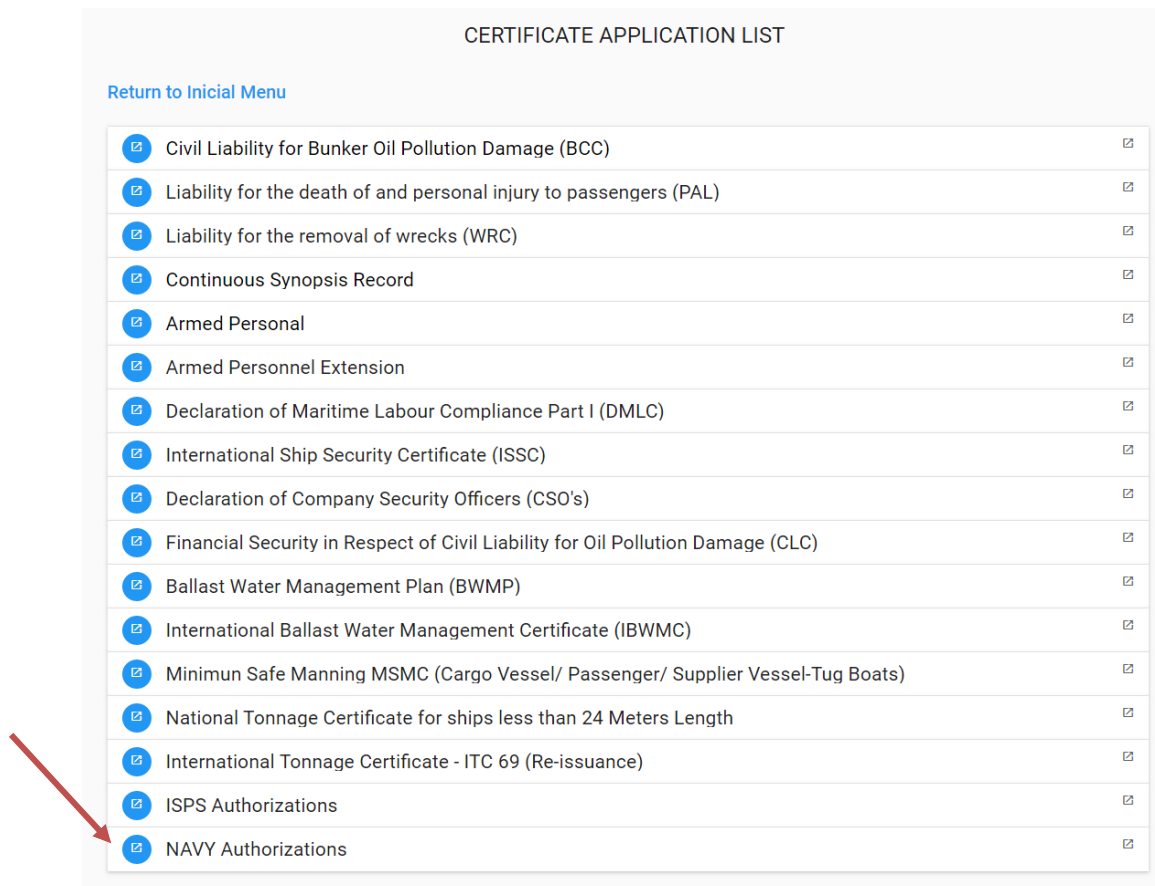 CERTIFICATE APPLICATION LIST
Return to Inicial Menu
Civil Liability for Bunker Oil Pollution Damage (BCC)
Liability for the death of and personal injury to passengers (PAL)
Liability for the removal of wrecks (WRC)
Continuous Synopsis Record
Armed Personal
Armed Personnel Extension
Declaration of Maritime Labour Compliance Part I (DMLC)
International Ship Security Certificate (ISSC)
Declaration of Company Security Officers (CSO's)
Financial Security in Respect of Civil Liability for Oil Pollution Damage (CLC)
Ballast Water Management Plan (BWMP)
International Ballast Water Management Certificate (IBWMC)
Minimun Safe Manning MSMC (Cargo Vessel/ Passenger/ Supplier Vessel-Tug Boats)
National Tonnage Certificate for ships less than 24 Meters Length
International Tonnage Certificate - ITC 69 (Re-issuance)
ISPS Authorizations
NAVY Authorizations